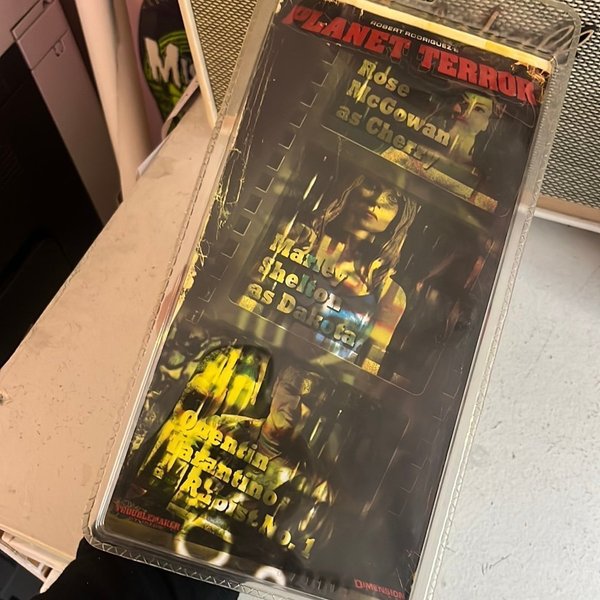 ROBERT RODRIGUEZ'S
PLANET TERROR
Rose
McGowan
as Cherry
Marley
Shelton
as Dakota
Quentin
Tarantino
as Rapist No. 1
TROUBLEMAKER
DIMENSION